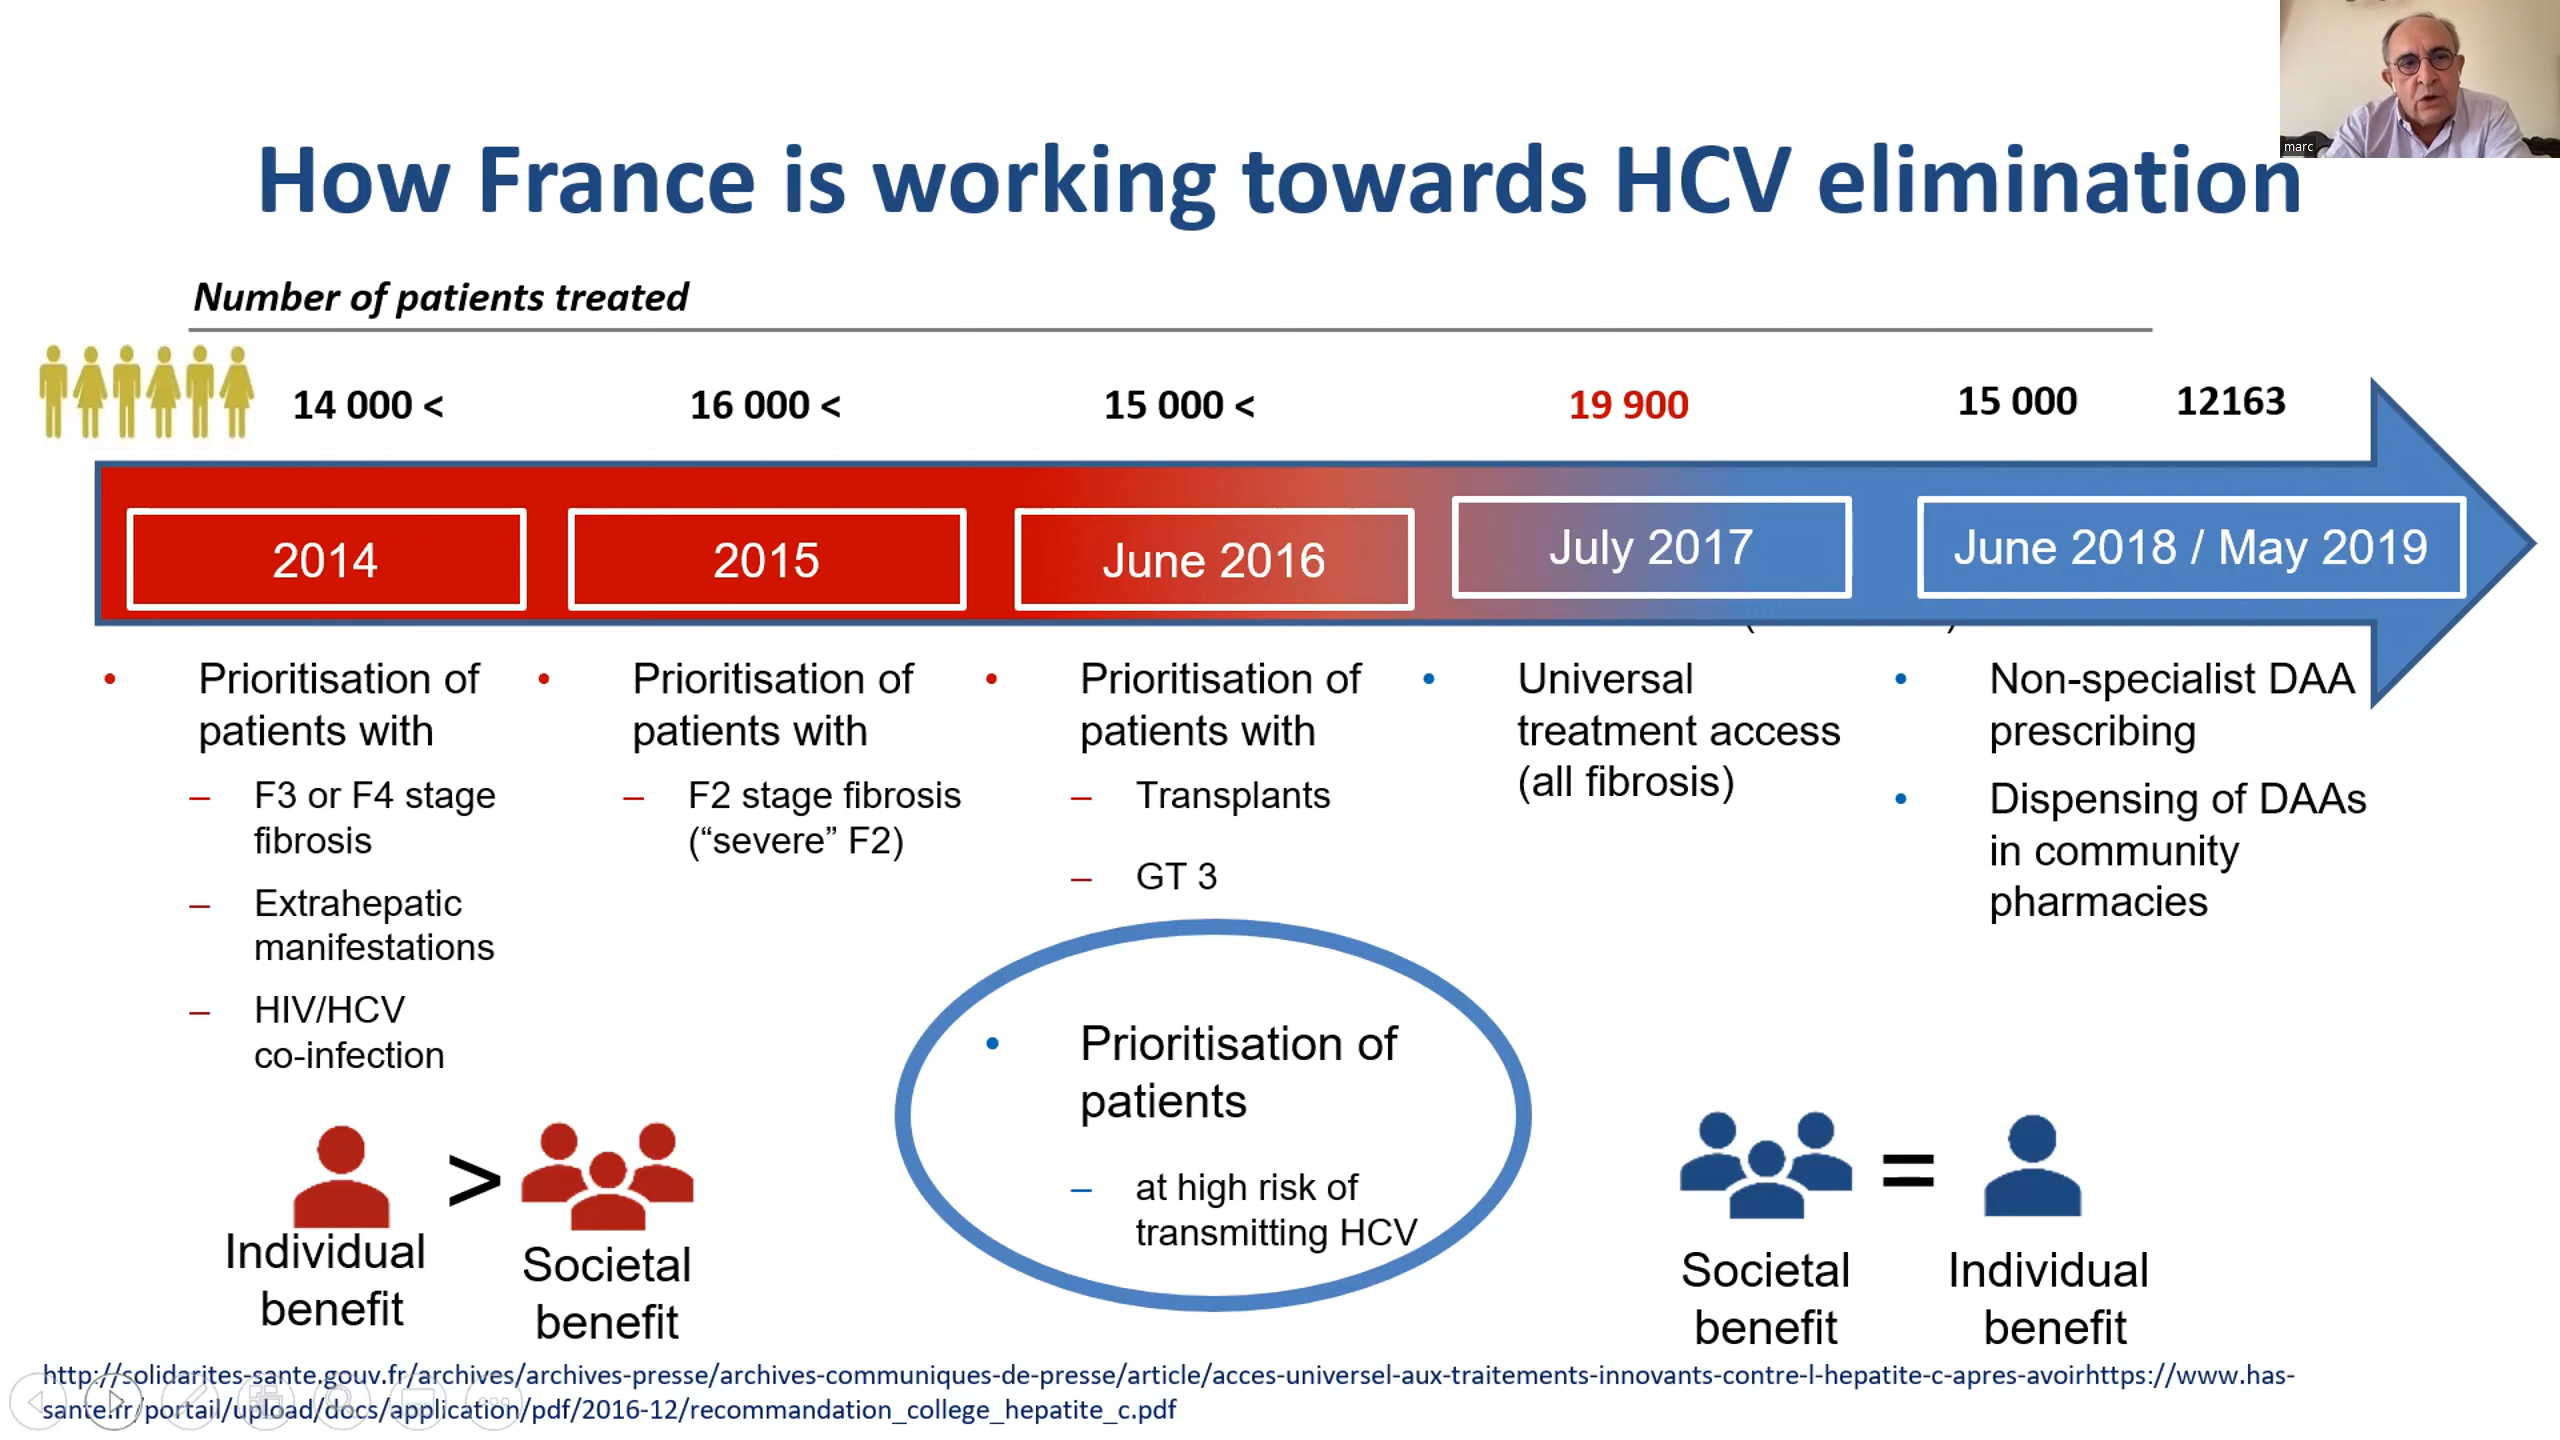 marc
How France is working towards HCV elimination
Number of patients treated
14 000 <
16 000 <
15 000 <
19 900
15 000
12163
2014
2015
June 2016
July 2017
June 2018 / May 2019
• Prioritisation of
patients with
– F3 or F4 stage
fibrosis
– Extrahepatic
manifestations
– HIV/HCV
co-infection
• Prioritisation of
patients with
– F2 stage fibrosis
(“severe” F2)
• Prioritisation of
patients with
– Transplants
– GT 3
• Prioritisation of
patients
– at high risk of
transmitting HCV
• Universal
treatment access
(all fibrosis)
• Non-specialist DAA
prescribing
• Dispensing of DAAs
in community
pharmacies
Individual
benefit
>
Societal
benefit
Societal
benefit
=
Individual
benefit
http://solidarites-sante.gouv.fr/archives/archives-presse/archives-communiques-de-presse/article/acces-universel-aux-traitements-innovants-contre-l-hepatite-c-apres-avoirhttps://www.has-
sante.fr/portail/upload/docs/application/pdf/2016-12/recommandation_college_hepatite_c.pdf